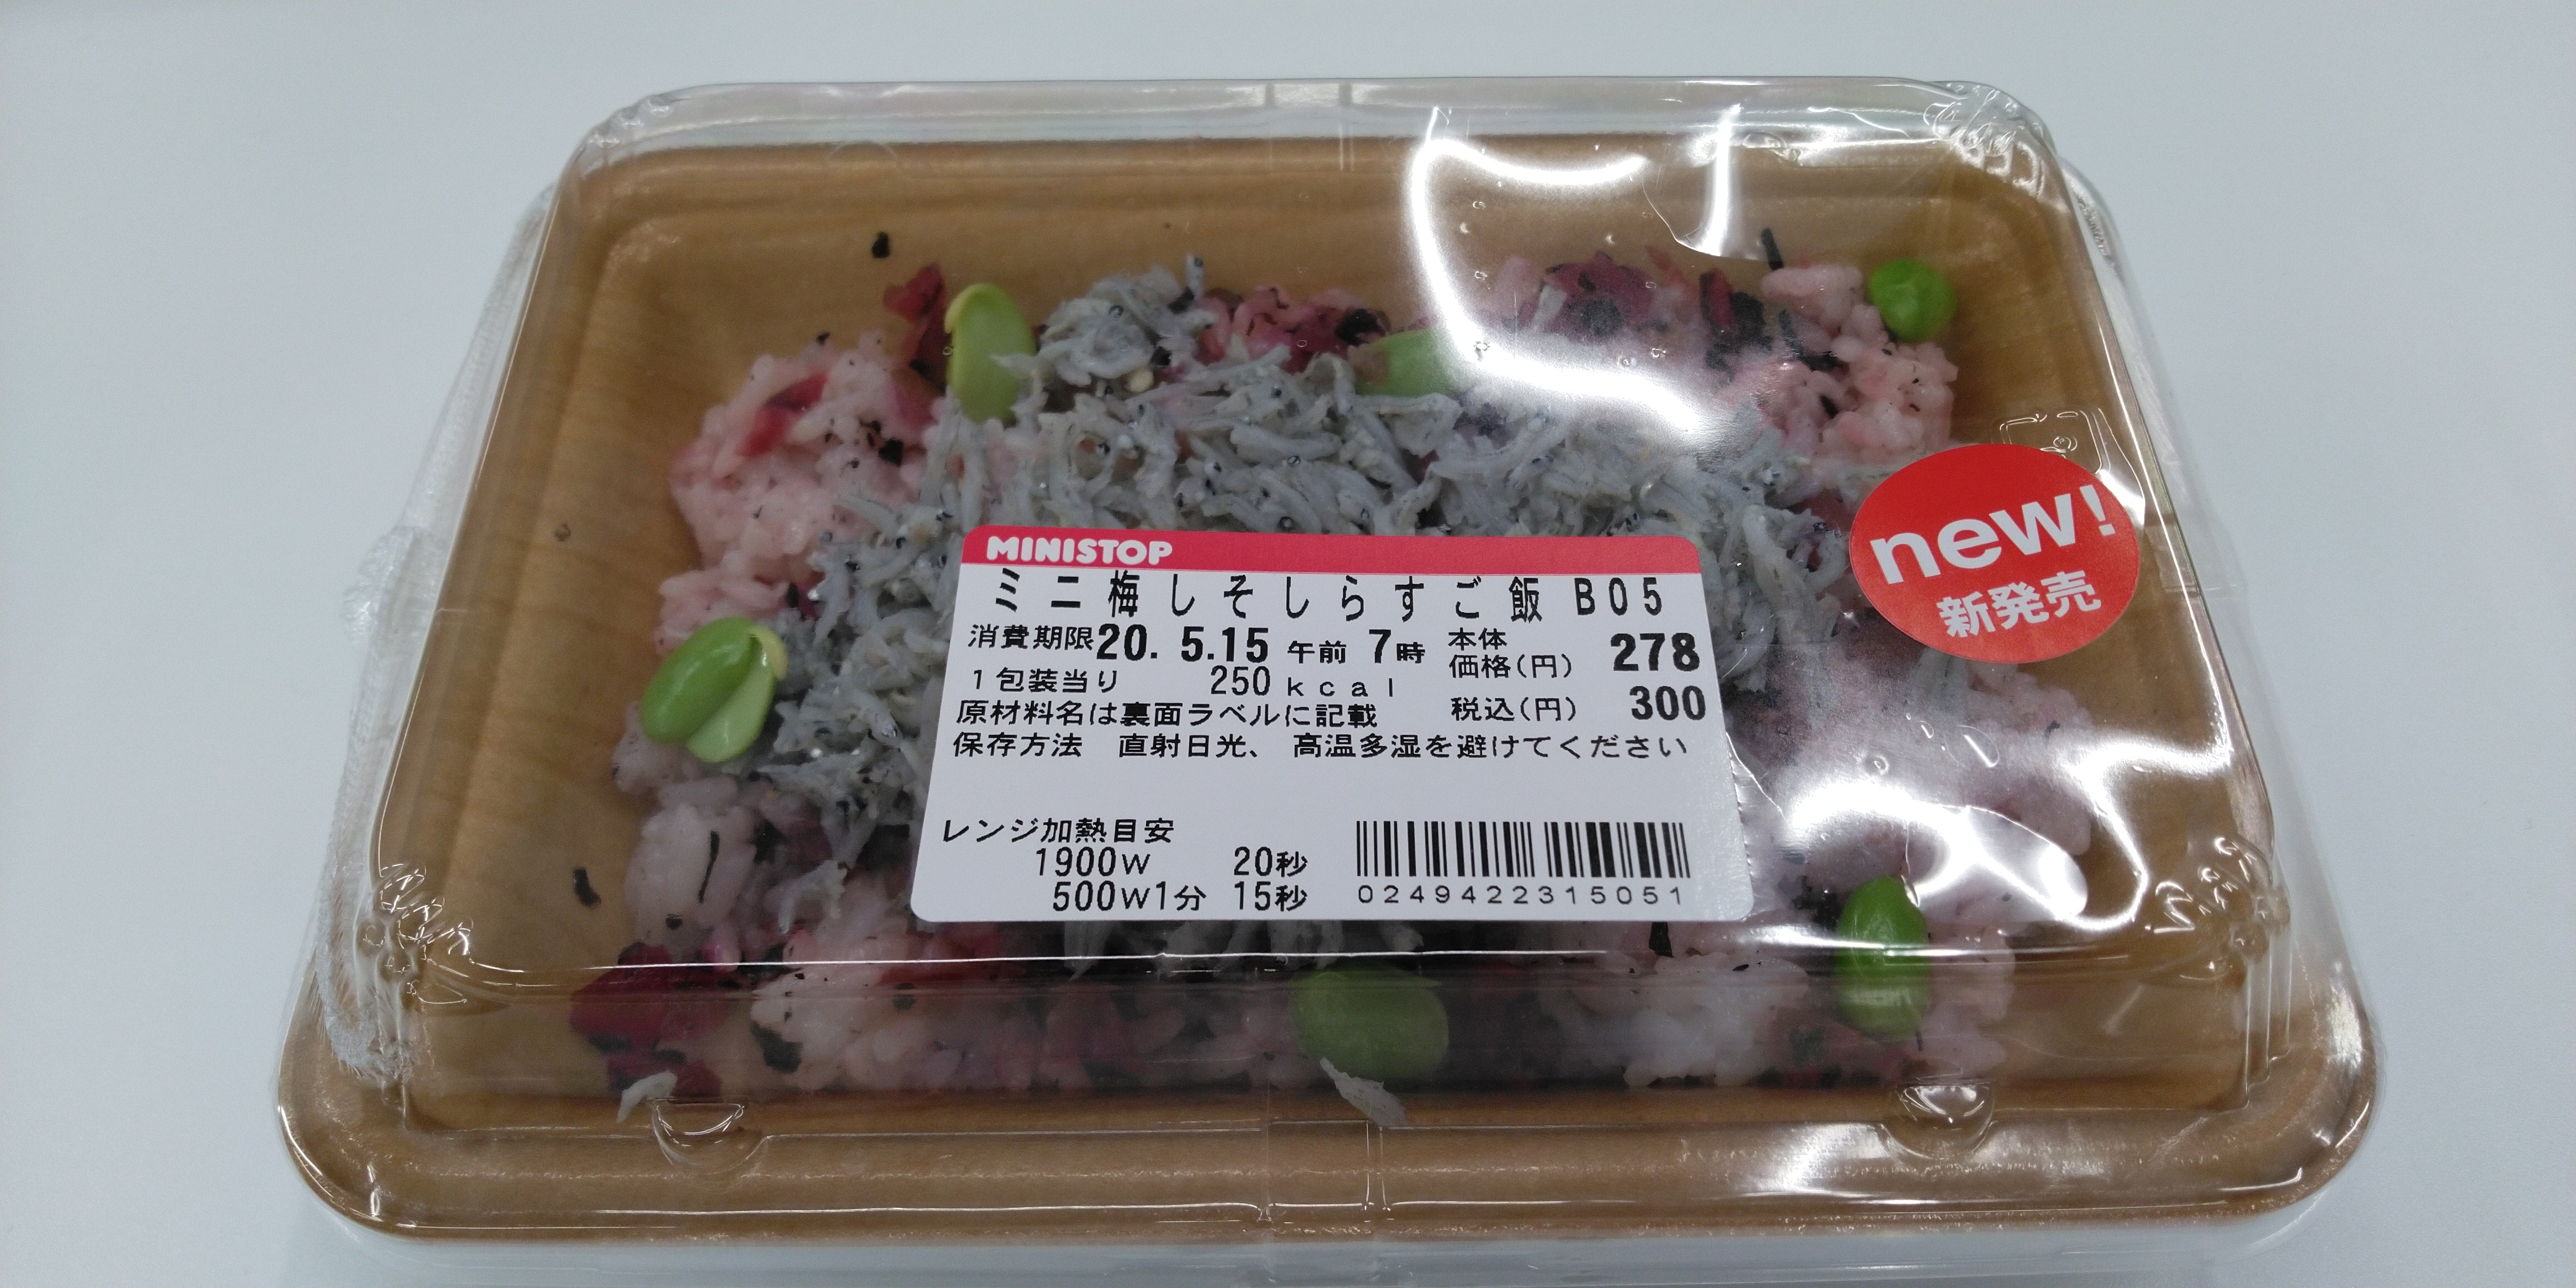 MINISTOP
ミニ梅しそしらすご飯 B05
消費期限20. 5.15 午前 7時
本体
価格(円) 278
1包装当り 250kcal
税込(円) 300
原材料名は裏面ラベルに記載
保存方法 直射日光、高温多湿を避けてください
レンジ加熱目安
1900W 20秒
500W1分 15秒
0249422315051
new!
新発売